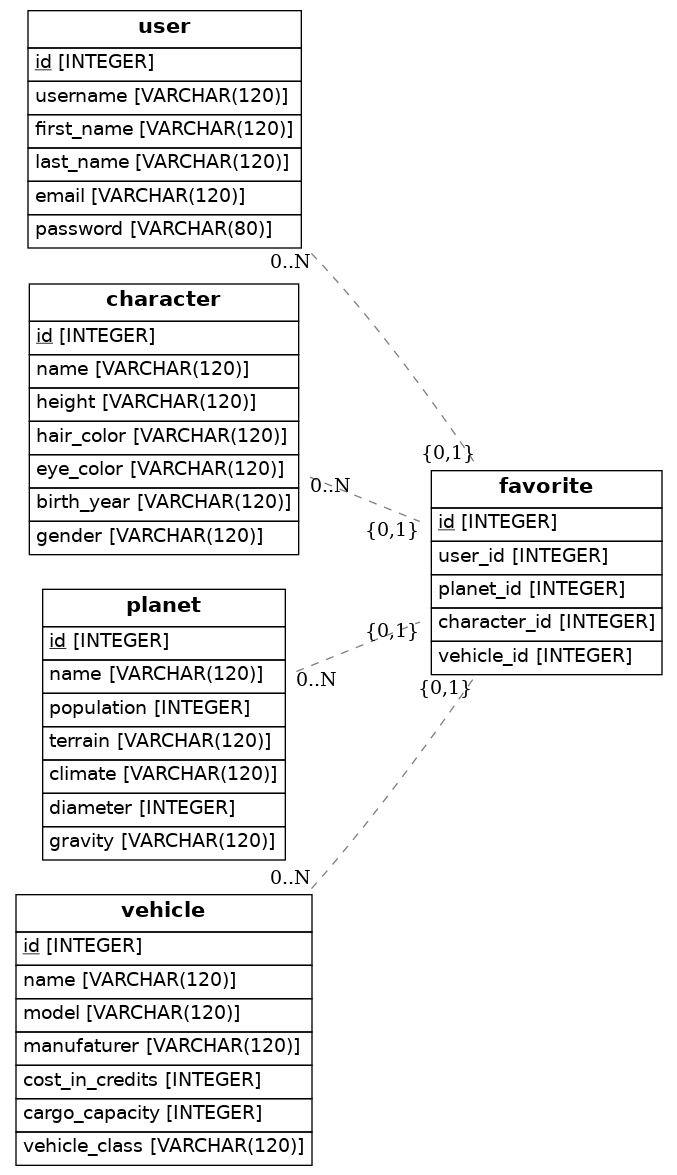 user
id [INTEGER]
username [VARCHAR(120)]
first_name [VARCHAR(120)]
last_name [VARCHAR(120)]
email [VARCHAR(120)]
password [VARCHAR(80)]
0..N
character
id [INTEGER]
name [VARCHAR(120)]
height [VARCHAR(120)]
hair_color [VARCHAR(120)]
eye_color [VARCHAR(120)]
birth_year [VARCHAR(120)]
gender [VARCHAR(120)]
0..N
{0,1}
{0,1}
favorite
id [INTEGER]
user_id [INTEGER]
planet_id [INTEGER]
character_id [INTEGER]
vehicle_id [INTEGER]
{0,1}
{0,1}
planet
id [INTEGER]
name [VARCHAR(120)]
population [INTEGER]
terrain [VARCHAR(120)]
climate [VARCHAR(120)]
diameter [INTEGER]
gravity [VARCHAR(120)]
0..N
0..N
vehicle
id [INTEGER]
name [VARCHAR(120)]
model [VARCHAR(120)]
manufaturer [VARCHAR(120)]
cost_in_credits [INTEGER]
cargo_capacity [INTEGER]
vehicle_class [VARCHAR(120)]